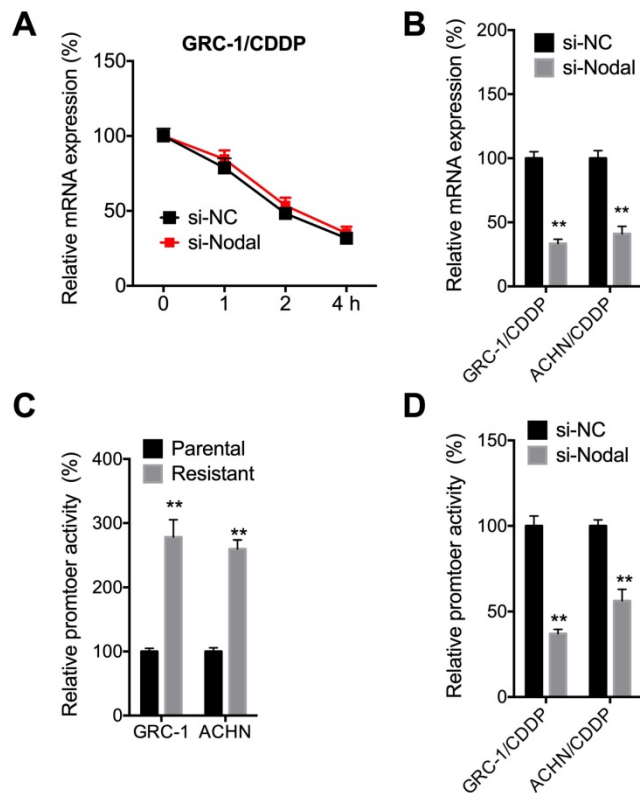 A
GRC-1/CDDP
Relative mRNA expression (%)
150
100
50
0
si-NC
si-Nodal
0 1 2 4 h
B
si-NC
si-Nodal
Relative mRNA expression (%)
200
150
100
50
0
**
**
GRC-1/CDDP
ACHN/CDDP
C
Parental
Resistant
Relative promtoer activity (%)
400
300
200
100
0
**
**
GRC-1 ACHN
D
si-NC
si-Nodal
Relative promtoer activity (%)
150
100
50
0
**
**
GRC-1/CDDP
ACHN/CDDP